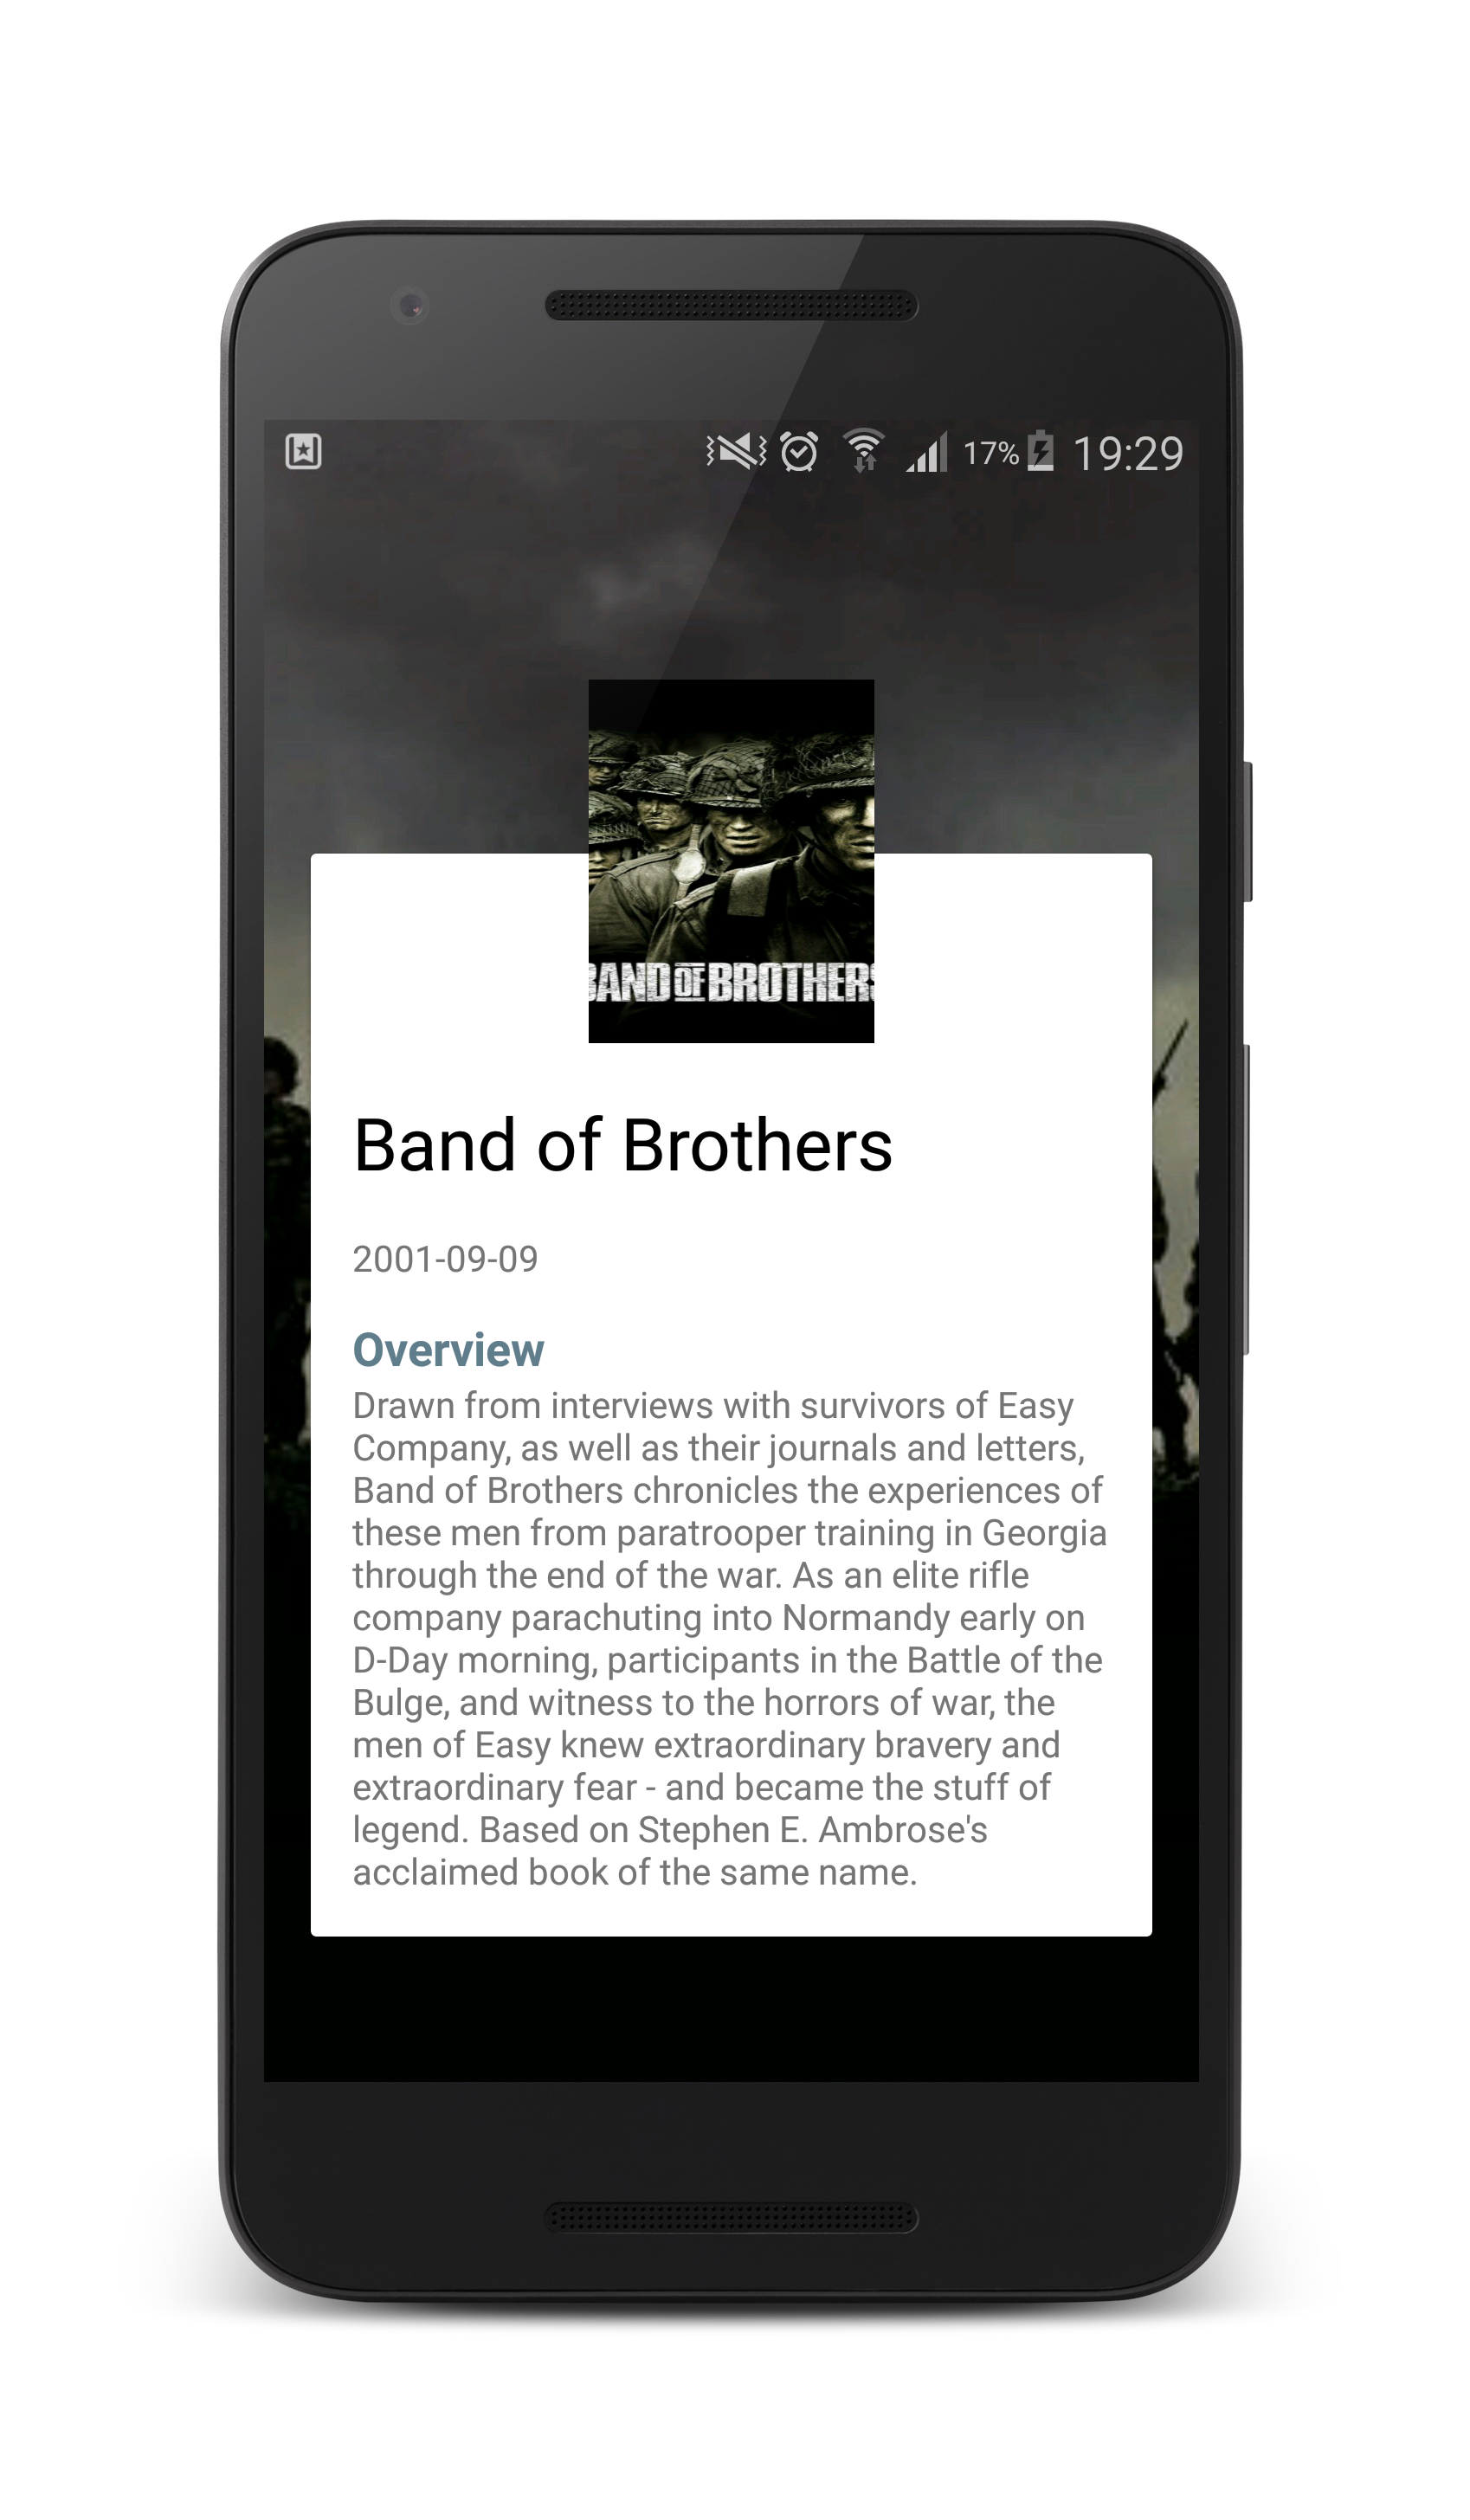 17% 19:29
BAND OF BROTHERS
Band of Brothers
2001-09-09
Overview
Drawn from interviews with survivors of Easy
Company, as well as their journals and letters,
Band of Brothers chronicles the experiences of
these men from paratrooper training in Georgia
through the end of the war. As an elite rifle
company parachuting into Normandy early on
D-Day morning, participants in the Battle of the
Bulge, and witness to the horrors of war, the
men of Easy knew extraordinary bravery and
extraordinary fear - and became the stuff of
legend. Based on Stephen E. Ambrose's
acclaimed book of the same name.